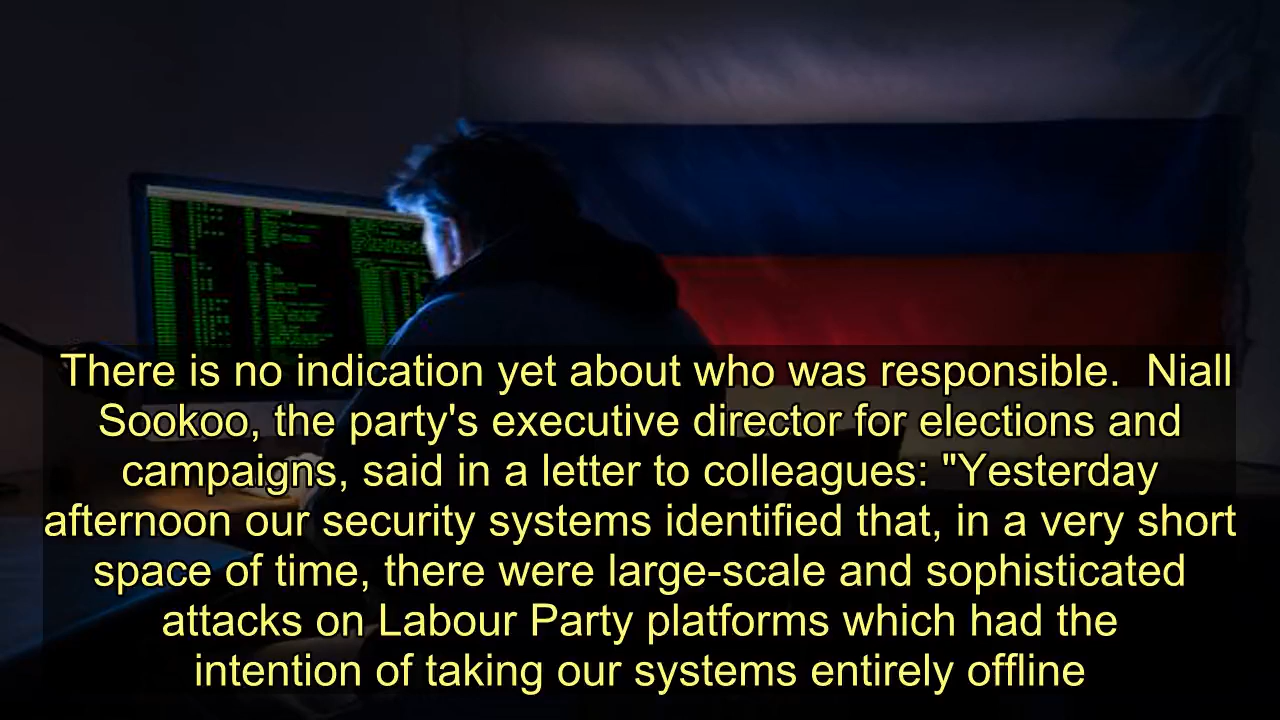 There is no indication yet about who was responsible.  Niall
Sookoo, the party's executive director for elections and
campaigns, said in a letter to colleagues: "Yesterday
afternoon our security systems identified that, in a very short
space of time, there were large-scale and sophisticated
attacks on Labour Party platforms which had the
intention of taking our systems entirely offline